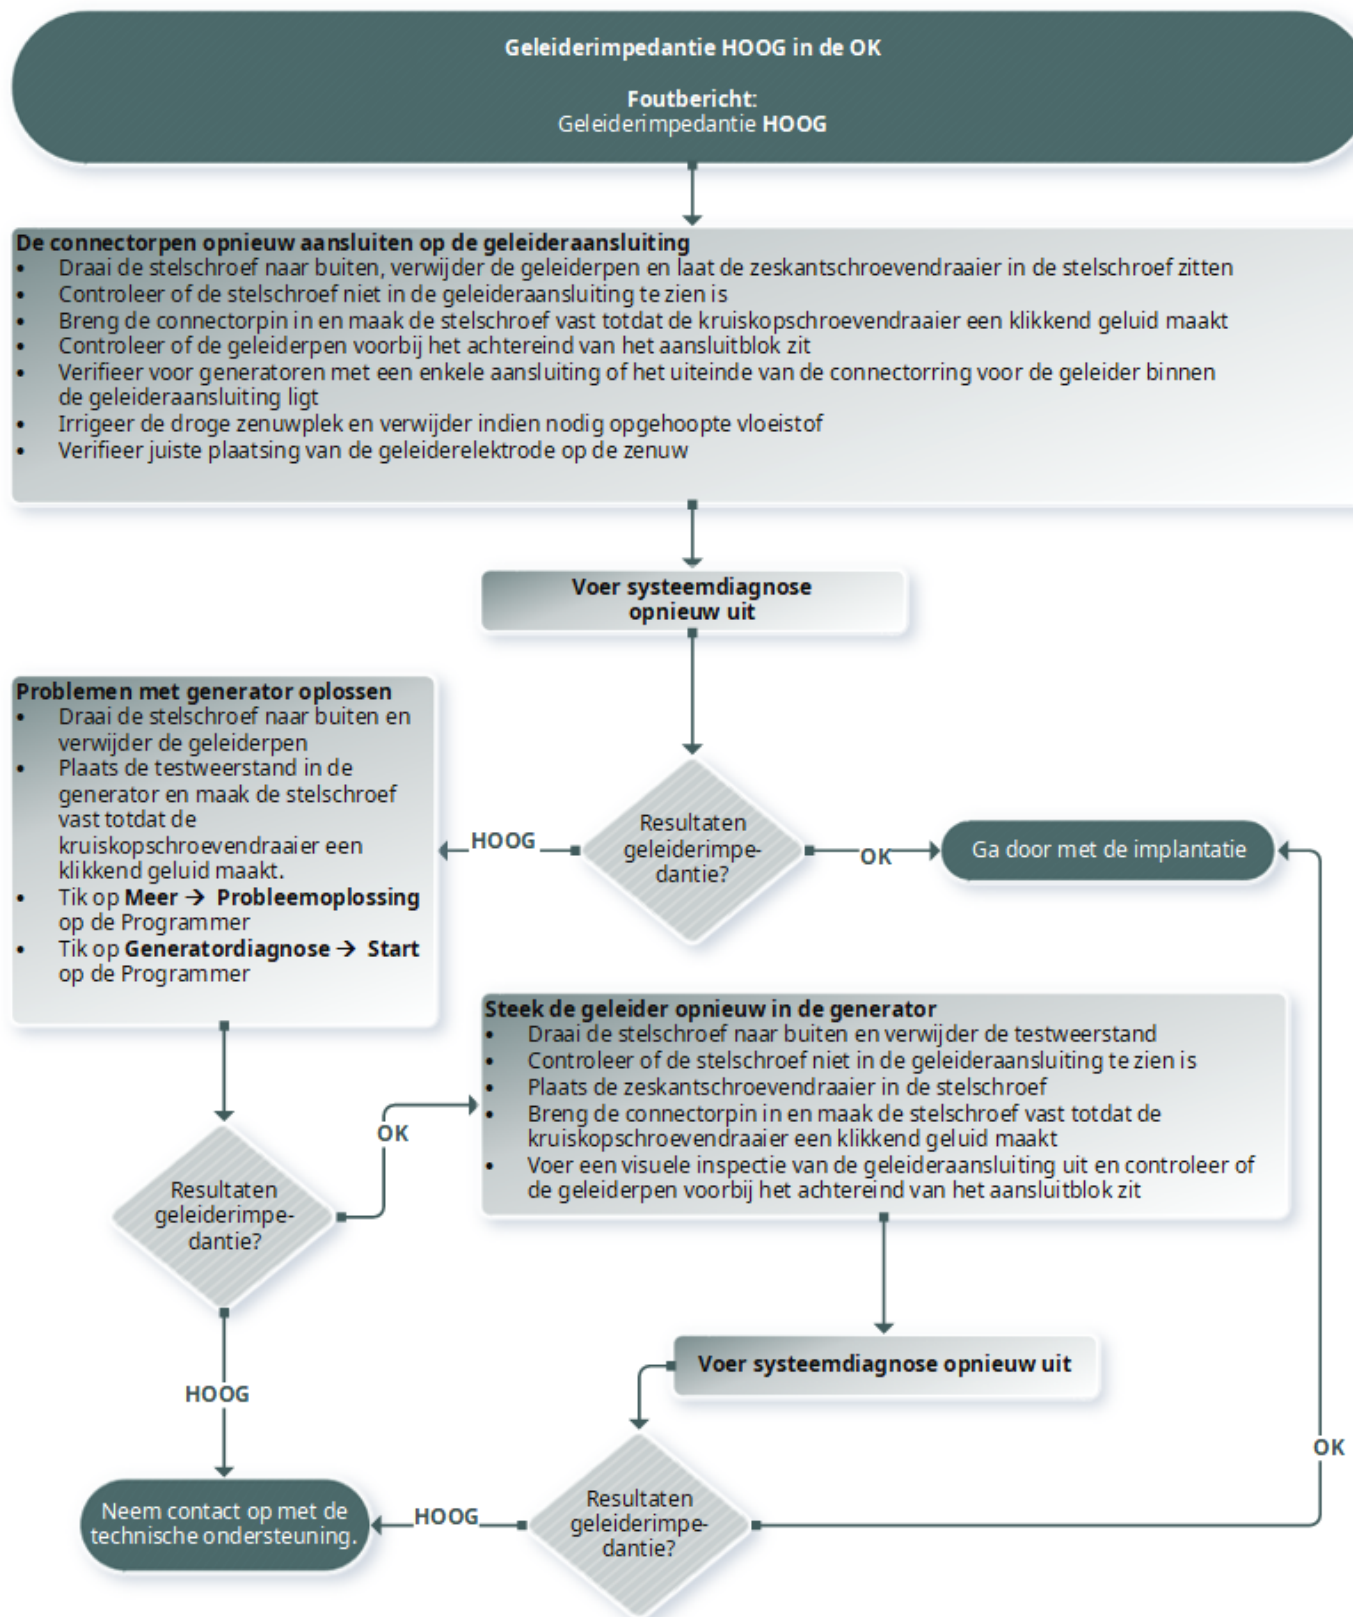 Geleiderimpedantie HOOG in de OK
Foutbericht:
Geleiderimpedantie HOOG
De connectorpen opnieuw aansluiten op de geleideraansluiting
• Draai de stelschroef naar buiten, verwijder de geleiderpen en laat de zeskantschroevendraaier in de stelschroef zitten
• Controleer of de stelschroef niet in de geleideraansluiting te zien is
• Breng de connectorpin in en maak de stelschroef vast totdat de kruiskopschroevendraaier een klikkend geluid maakt
• Controleer of de geleiderpen voorbij het achtereind van het aansluitblok zit
• Verifieer voor generatoren met een enkele aansluiting of het uiteinde van de connectorring voor de geleider binnen
de geleideraansluiting ligt
• Irrigeer de droge zenuwplek en verwijder indien nodig opgehoopte vloeistof
• Verifieer juiste plaatsing van de geleiderelektrode op de zenuw
Voer systeemdiagnose
opnieuw uit
Problemen met generator oplossen
• Draai de stelschroef naar buiten en
verwijder de geleiderpen
• Plaats de testweerstand in de
generator en maak de stelschroef
vast totdat de
kruiskopschroevendraaier een
klikkend geluid maakt.
• Tik op Meer → Probleemoplossing
op de Programmer
• Tik op Generatordiagnose → Start
op de Programmer
HOOG
Resultaten
geleiderimpe-
dantie?
OK
Ga door met de implantatie
Steek de geleider opnieuw in de generator
• Draai de stelschroef naar buiten en verwijder de testweerstand
• Controleer of de stelschroef niet in de geleideraansluiting te zien is
• Plaats de zeskantschroevendraaier in de stelschroef
• Breng de connectorpin in en maak de stelschroef vast totdat de
kruiskopschroevendraaier een klikkend geluid maakt
• Voer een visuele inspectie van de geleideraansluiting uit en controleer of
de geleiderpen voorbij het achtereind van het aansluitblok zit
OK
Resultaten
geleiderimpe-
dantie?
HOOG
Voer systeemdiagnose opnieuw uit
OK
Neem contact op met de
technische ondersteuning.
HOOG
Resultaten
geleiderimpe-
dantie?